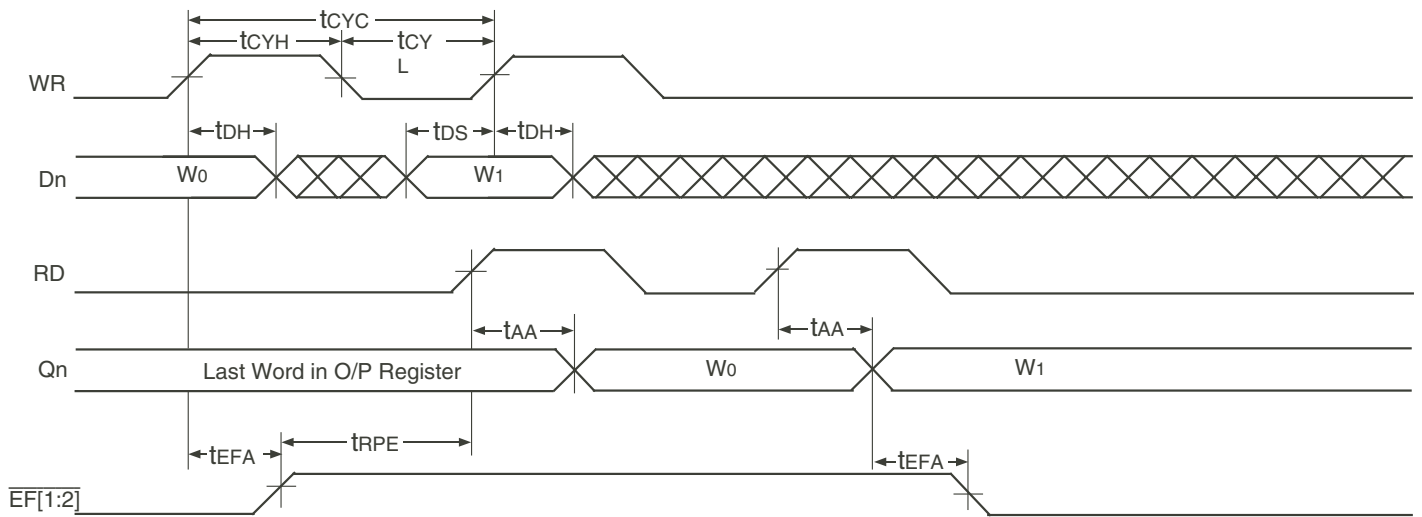 tCYC
tCYH
tCY
L
WR
tDH
tDS
tDH
Dn
W0
W1
RD
tAA
tAA
Qn
Last Word in O/P Register
W0
W1
tEFA
tRPE
tEFA
EF[1:2]